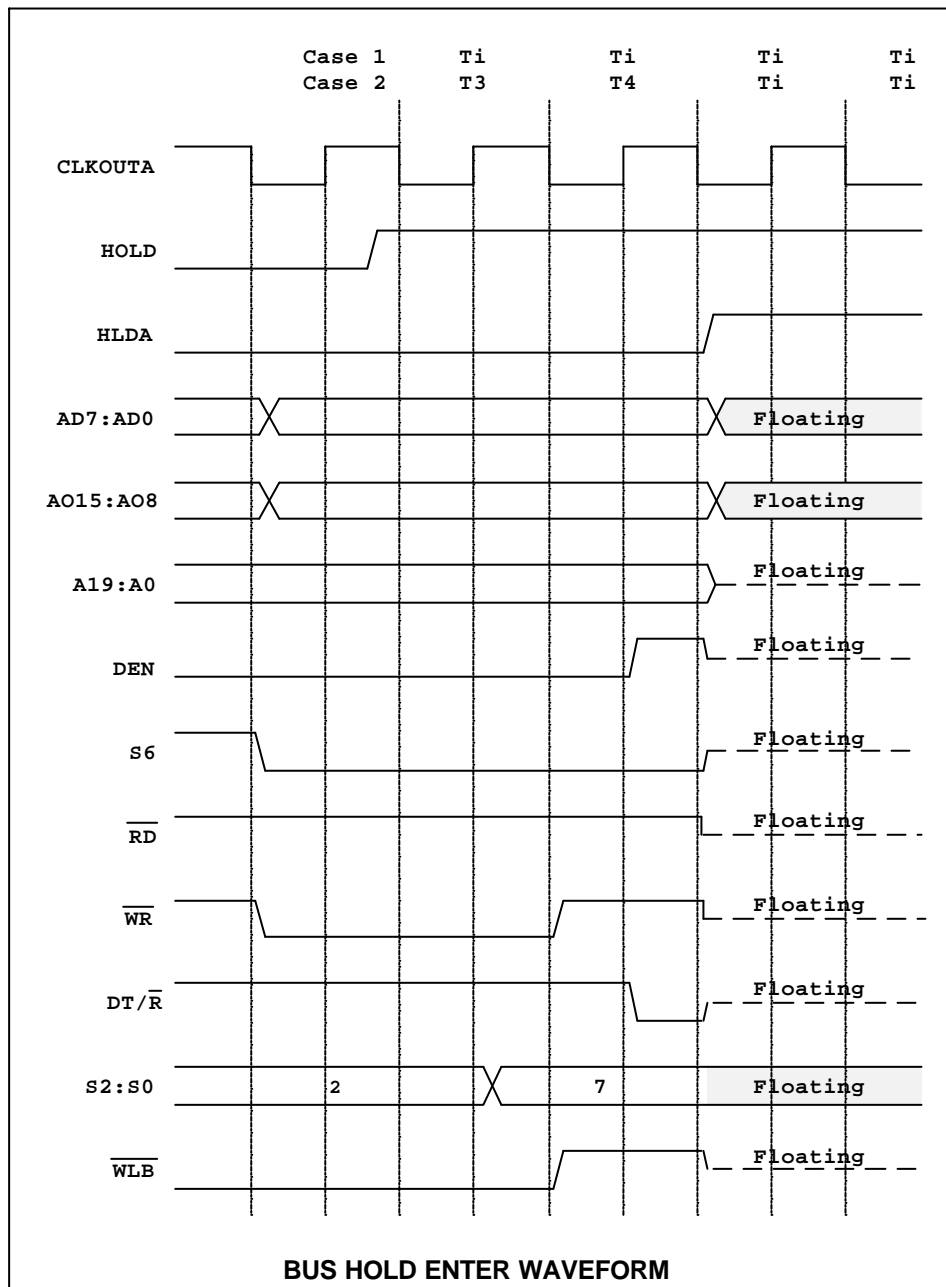 Case 1 Ti Ti Ti Ti
Case 2 T3 T4 Ti Ti
CLKOUTA
HOLD
HLDA
AD7:AD0 Floating
AO15:AO8 Floating
A19:A0 Floating
DEN Floating
S6 Floating
RD Floating
WR Floating
DT/R Floating
S2:S0 2 7 Floating
WLB Floating
BUS HOLD ENTER WAVEFORM